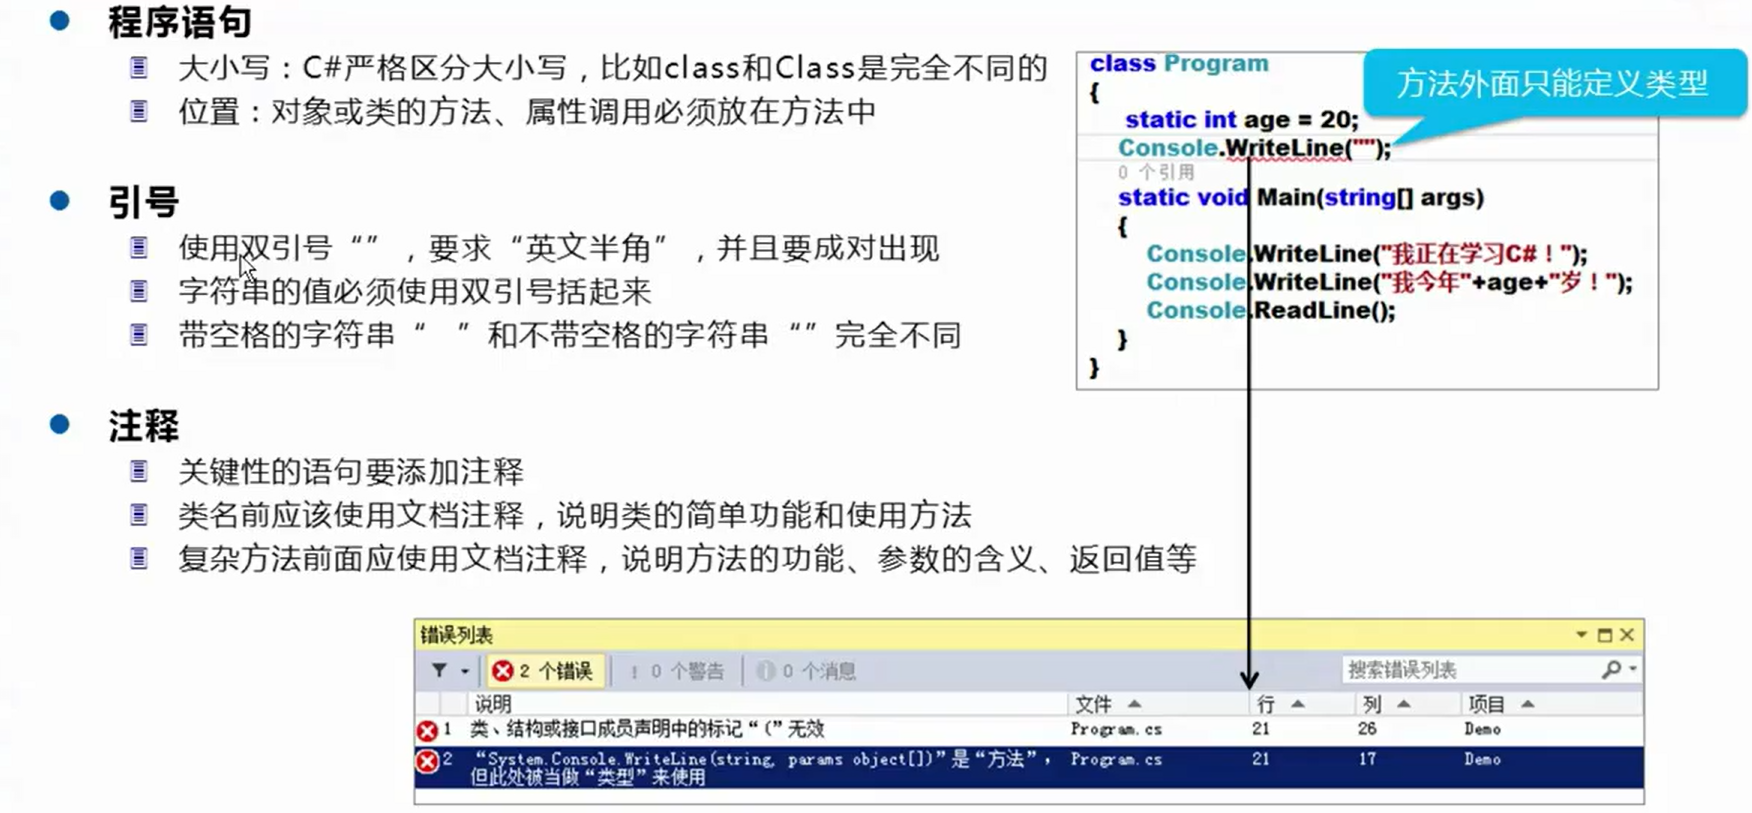 程序语句
大小写：C#严格区分大小写，比如class和Class是完全不同的
位置：对象或类的方法、属性调用必须放在方法中
引号
使用双引号“”，要求“英文半角”，并且要成对出现
字符串的值必须使用双引号括起来
带空格的字符串“ ”和不带空格的字符串“”完全不同
注释
关键性的语句要添加注释
类名前应该使用文档注释，说明类的简单功能和使用方法
复杂方法前面应使用文档注释，说明方法的功能、参数的含义、返回值等
方法外面只能定义类型
class Program
{
static int age = 20;
Console.WriteLine("");
0 个引用
static void Main(string[] args)
{
Console.WriteLine("我正在学习C#！");
Console.WriteLine("我今年"+age+"岁！");
Console.ReadLine();
}
}
错误列表
2 个错误 0 个警告 0 个消息 搜索错误列表
说明 文件 行 列 项目
1 类、结构或接口成员声明中的标记“(”无效 Program.cs 21 26 Demo
2 “System.Console.WriteLine(string, params object[])”是“方法”， Program.cs 21 17 Demo
但此处被当做“类型”来使用